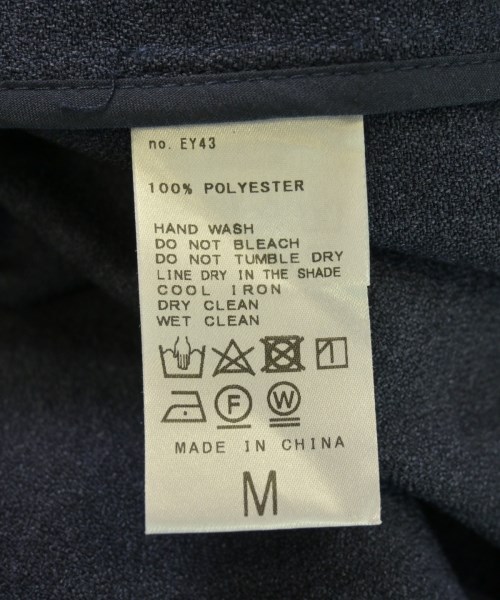 no. EY43
100% POLYESTER
HAND WASH
DO NOT BLEACH
DO NOT TUMBLE DRY
LINE DRY IN THE SHADE
COOL IRON
DRY CLEAN
WET CLEAN
F W
MADE IN CHINA
M